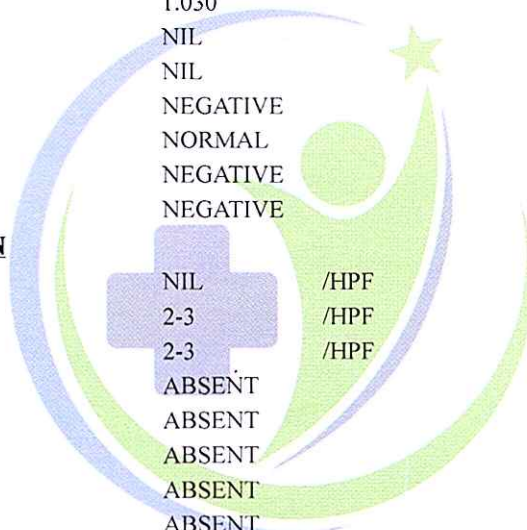 1.030
NIL
NIL
NEGATIVE
NORMAL
NEGATIVE
NEGATIVE
N
NIL /HPF
2-3 /HPF
2-3 /HPF
ABSENT
ABSENT
ABSENT
ABSENT
ABSENT